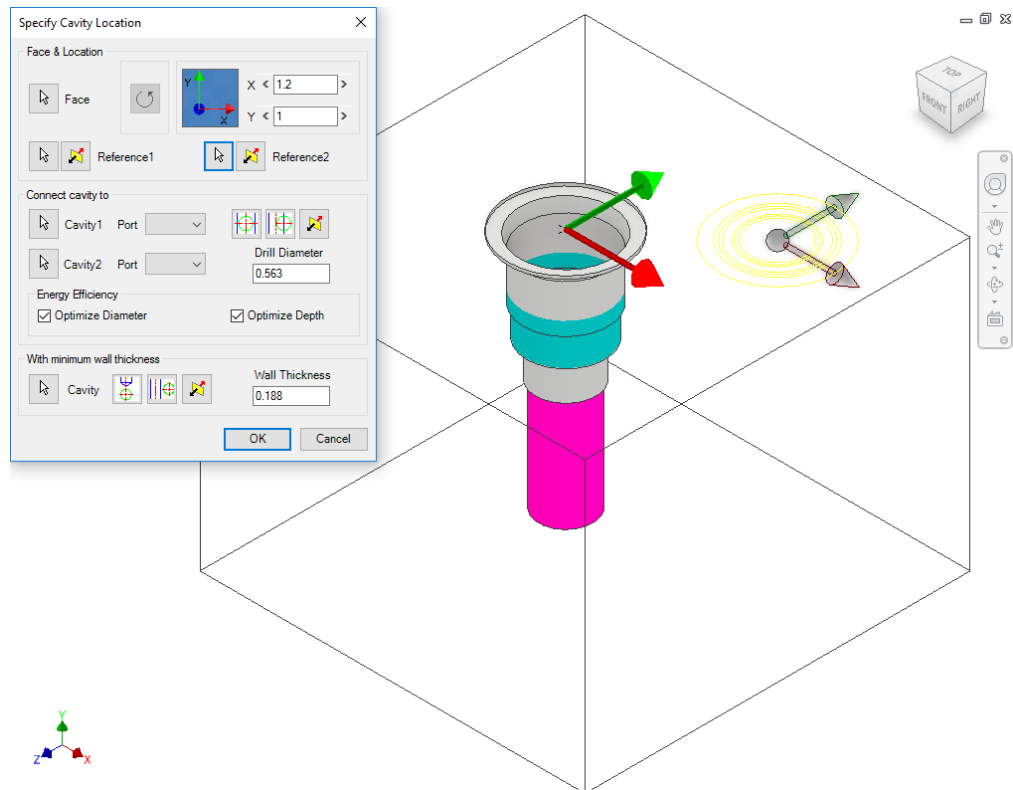 Specify Cavity Location
Face & Location
Face
Y
X
X < 1.2 >
Y < 1 >
Reference1
Reference2
Connect cavity to
Cavity1 Port
Drill Diameter
Cavity2 Port
0.563
Energy Efficiency
Optimize Diameter
Optimize Depth
With minimum wall thickness
Cavity
Wall Thickness
0.188
OK
Cancel
TOP
FRONT
RIGHT
Y
Z
X